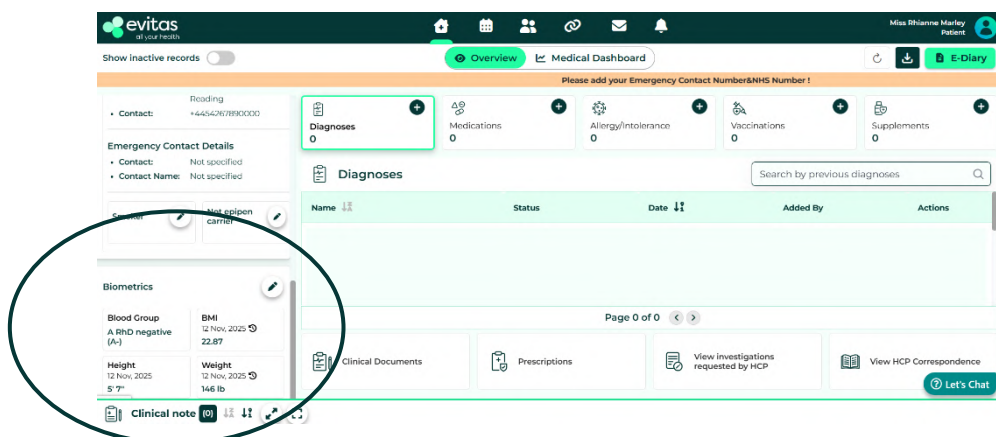 evitas
all your health
Miss Rhianne Marley
Patient
Show inactive records
Overview
Medical Dashboard
E-Diary
Please add your Emergency Contact Number&NHS Number !
Reading
• Contact: +4454267890000
Emergency Contact Details
• Contact: Not specified
• Contact Name: Not specified
Smoker
Not epipen
carrier
Biometrics
Blood Group
A RhD negative
(A-)
BMI
12 Nov, 2025
22.87
Height
12 Nov, 2025
5' 7"
Weight
12 Nov, 2025
146 lb
Clinical note (0)
Diagnoses
0
Medications
0
Allergy/Intolerance
0
Vaccinations
0
Supplements
0
Diagnoses
Search by previous diagnoses
Name Status Date Added By Actions
Page 0 of 0
Clinical Documents
Prescriptions
View investigations
requested by HCP
View HCP Correspondence
Let's Chat